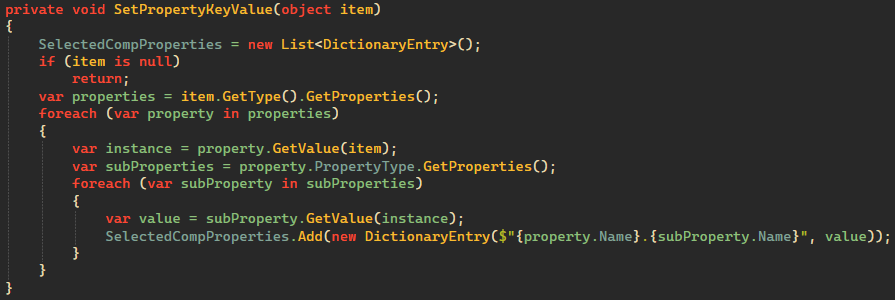 private void SetPropertyKeyValue(object item)
{
    SelectedCompProperties = new List<DictionaryEntry>();
    if (item is null)
        return;
    var properties = item.GetType().GetProperties();
    foreach (var property in properties)
    {
        var instance = property.GetValue(item);
        var subProperties = property.PropertyType.GetProperties();
        foreach (var subProperty in subProperties)
        {
            var value = subProperty.GetValue(instance);
            SelectedCompProperties.Add(new DictionaryEntry($"{property.Name}.{subProperty.Name}", value));
        }
    }
}